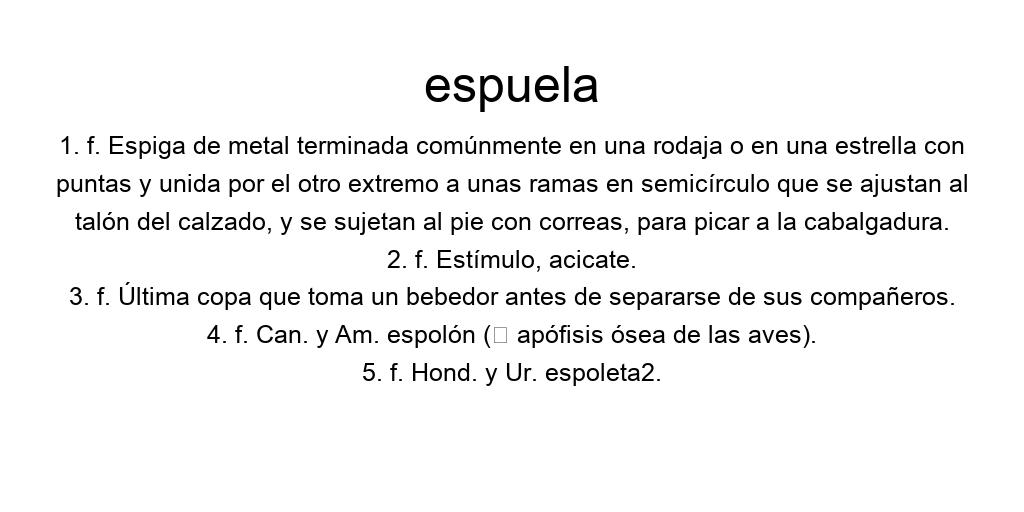 espuela
1. f. Espiga de metal terminada comúnmente en una rodaja o en una estrella con
puntas y unida por el otro extremo a unas ramas en semicírculo que se ajustan al
talón del calzado, y se sujetan al pie con correas, para picar a la cabalgadura.
2. f. Estímulo, acicate.
3. f. Última copa que toma un bebedor antes de separarse de sus compañeros.
4. f. Can. y Am. espolón (□ apófisis ósea de las aves).
5. f. Hond. y Ur. espoleta2.